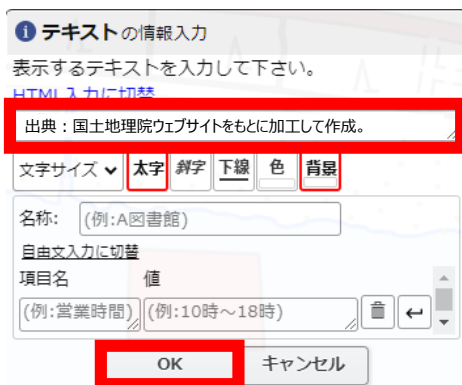 テキストの情報入力
表示するテキストを入力して下さい。
HTML入力に切替
出典：国土地理院ウェブサイトをもとに加工して作成。
文字サイズ 太字 斜字 下線 色 背景
名称: (例:A図書館)
自由文入力に切替
項目名 値
(例:営業時間) (例:10時～18時)
OK キャンセル